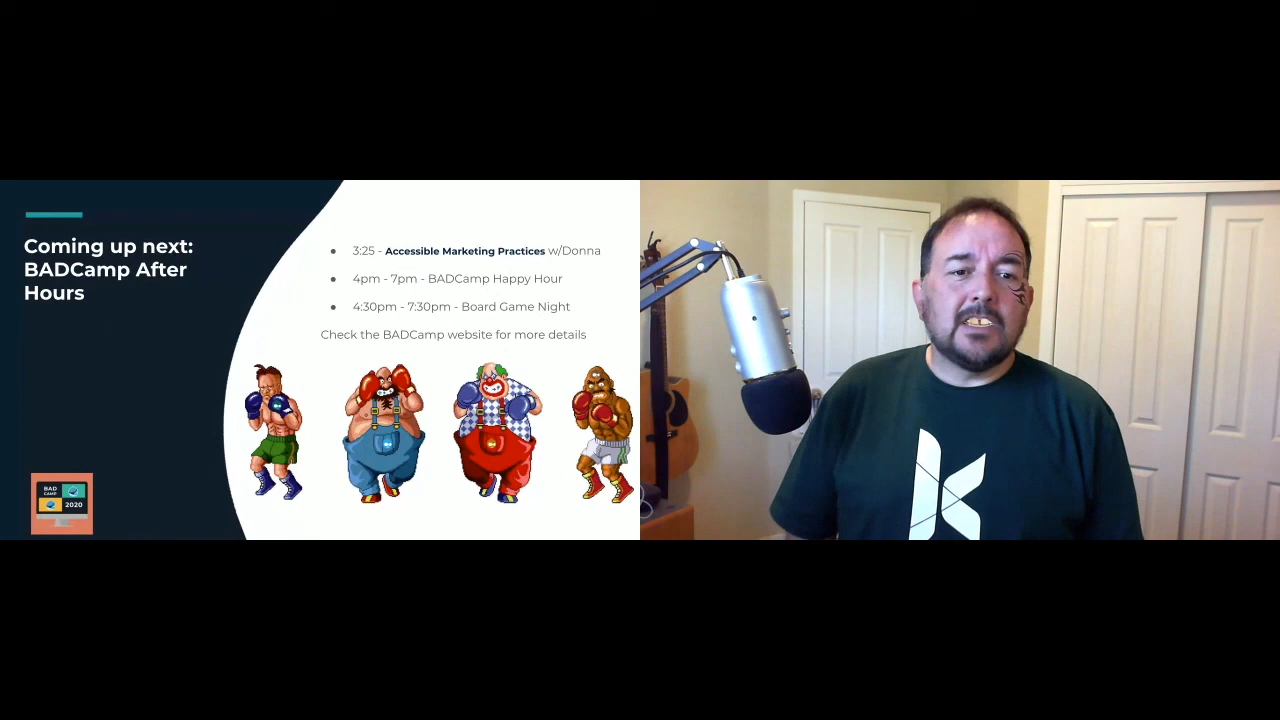 Coming up next:
BADCamp After
Hours
● 3:25 - Accessible Marketing Practices w/Donna
● 4pm - 7pm - BADCamp Happy Hour
● 4:30pm - 7:30pm - Board Game Night
Check the BADCamp website for more details
BAD
CAMP
2020